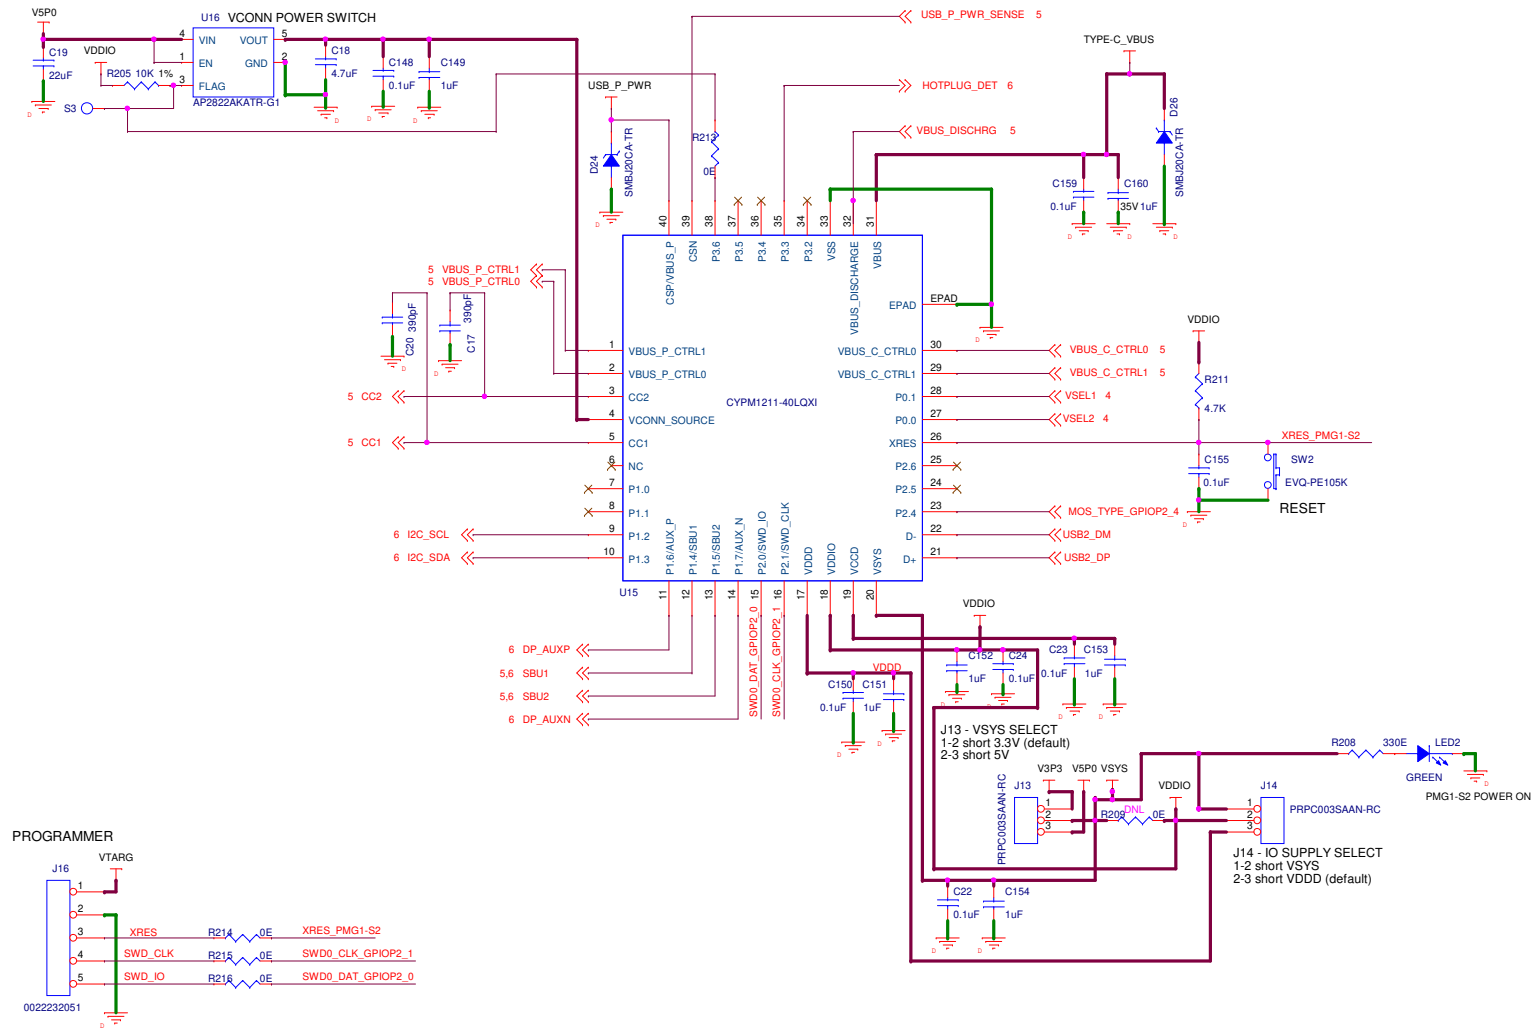 V5P0
U16
VCONN POWER SWITCH
4 VIN VOUT 5
1 EN GND 2
3 FLAG
AP2822AKATR-G1
C19
22uF
VDDIO
R205 10K 1%
S3
C18
4.7uF
C148
0.1uF
C149
1uF
USB_P_PWR
D24
SMBJ20CA-TR
R213
0E
USB_P_PWR_SENSE 5
HOTPLUG_DET 6
VBUS_DISCHRG 5
TYPE-C_VBUS
D26
SMBJ20CA-TR
C159
0.1uF
C160
35V 1uF
40 39 38 37 36 35 34 33 32 31
CSP/VBUS_P
CSN
P3.6
P3.5
P3.4
P3.3
P3.2
VSS
VBUS_DISCHARGE
VBUS
EPAD EPAD
5 VBUS_P_CTRL1
5 VBUS_P_CTRL0
C20 390pF
C17 390pF
5 CC2
5 CC1
1 VBUS_P_CTRL1
2 VBUS_P_CTRL0
3 CC2
4 VCONN_SOURCE
5 CC1
6 NC
7 P1.0
8 P1.1
9 P1.2
10 P1.3
6 I2C_SCL
6 I2C_SDA
CYPM1211-40LQXI
VBUS_C_CTRL0 30 VBUS_C_CTRL0 5
VBUS_C_CTRL1 29 VBUS_C_CTRL1 5
P0.1 28 VSEL1 4
P0.0 27 VSEL2 4
XRES 26 XRES_PMG1-S2
P2.6 25
P2.5 24
P2.4 23 MOS_TYPE_GPIOP2_4
D- 22 USB2_DM
D+ 21 USB2_DP
VDDIO
R211
4.7K
C155
0.1uF
SW2
EVQ-PE105K
RESET
P1.6/AUX_P
P1.4/SBU1
P1.5/SBU2
P1.7/AUX_N
P2.0/SWD_IO
P2.1/SWD_CLK
VDDD
VDDIO
VCCD
VSYS
U15
11 12 13 14 15 16 17 18 19 20
6 DP_AUXP
5,6 SBU1
5,6 SBU2
6 DP_AUXN
SWD0_DAT_GPIOP2_0
SWD0_CLK_GPIOP2_1
VDDD
C150
0.1uF
C151
1uF
VDDIO
C152
1uF
C24
0.1uF
C23
0.1uF
C153
1uF
J13 - VSYS SELECT
1-2 short 3.3V (default)
2-3 short 5V
V3P3 V5P0 VSYS
J13
PRPC003SAAN-RC
1
2
3
R209 DNL 0E
VDDIO
J14
PRPC003SAAN-RC
1
2
3
J14 - IO SUPPLY SELECT
1-2 short VSYS
2-3 short VDDD (default)
R208 330E LED2
GREEN
PMG1-S2 POWER ON
C22
0.1uF
C154
1uF
PROGRAMMER
VTARG
J16
1
2
3 XRES R214 0E XRES_PMG1-S2
4 SWD_CLK R215 0E SWD0_CLK_GPIOP2_1
5 SWD_IO R216 0E SWD0_DAT_GPIOP2_0
0022232051